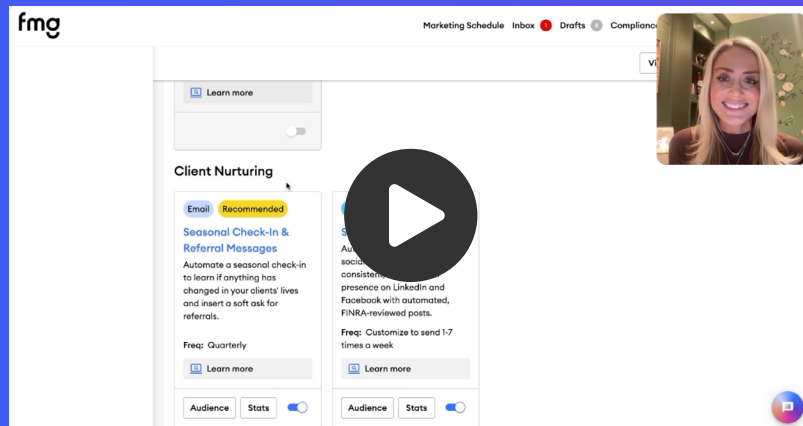 fmg
Marketing Schedule Inbox 1 Drafts Compliance
Learn more
Client Nurturing
Email Recommended
Seasonal Check-In &
Referral Messages
Automate a seasonal check-in
to learn if anything has
changed in your clients' lives
and insert a soft ask for
referrals.
Freq: Quarterly
Learn more
Audience Stats
presence on LinkedIn and
Facebook with automated,
FINRA-reviewed posts.
Freq: Customize to send 1-7
times a week
Learn more
Audience Stats